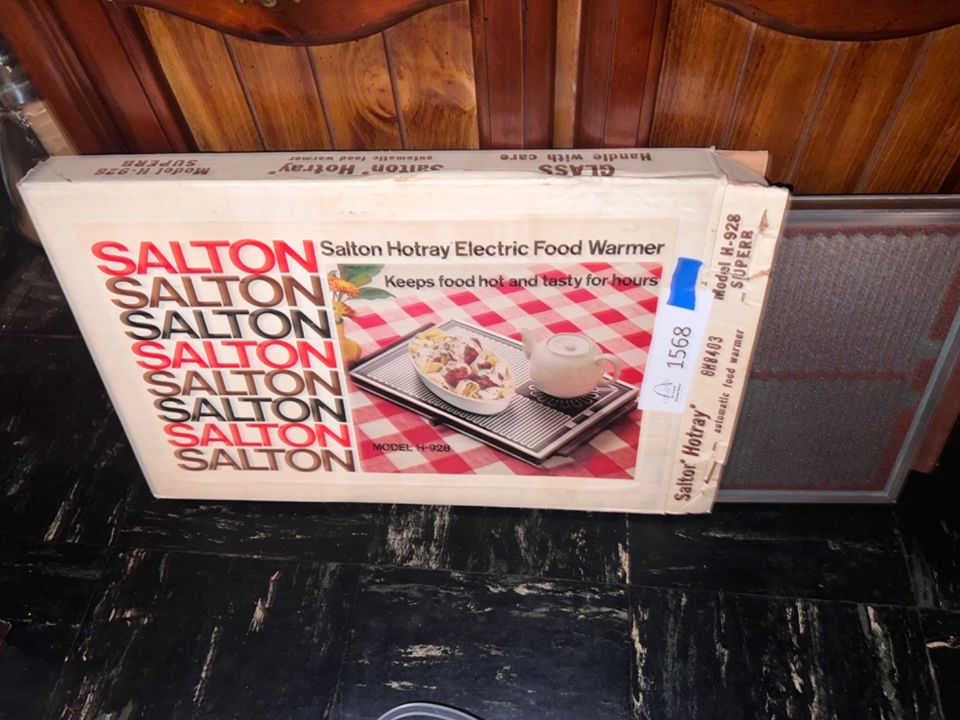 Model H-928
SUPERB
Salton® Hotray®
automatic food warmer
GLASS
Handle with care
SALTON
SALTON
SALTON
SALTON
SALTON
SALTON
SALTON
SALTON
Salton Hotray Electric Food Warmer
Keeps food hot and tasty for hours
MODEL H-928
1568
Salton® Hotray®
automatic food warmer
6H8403
Model H-928
SUPERB